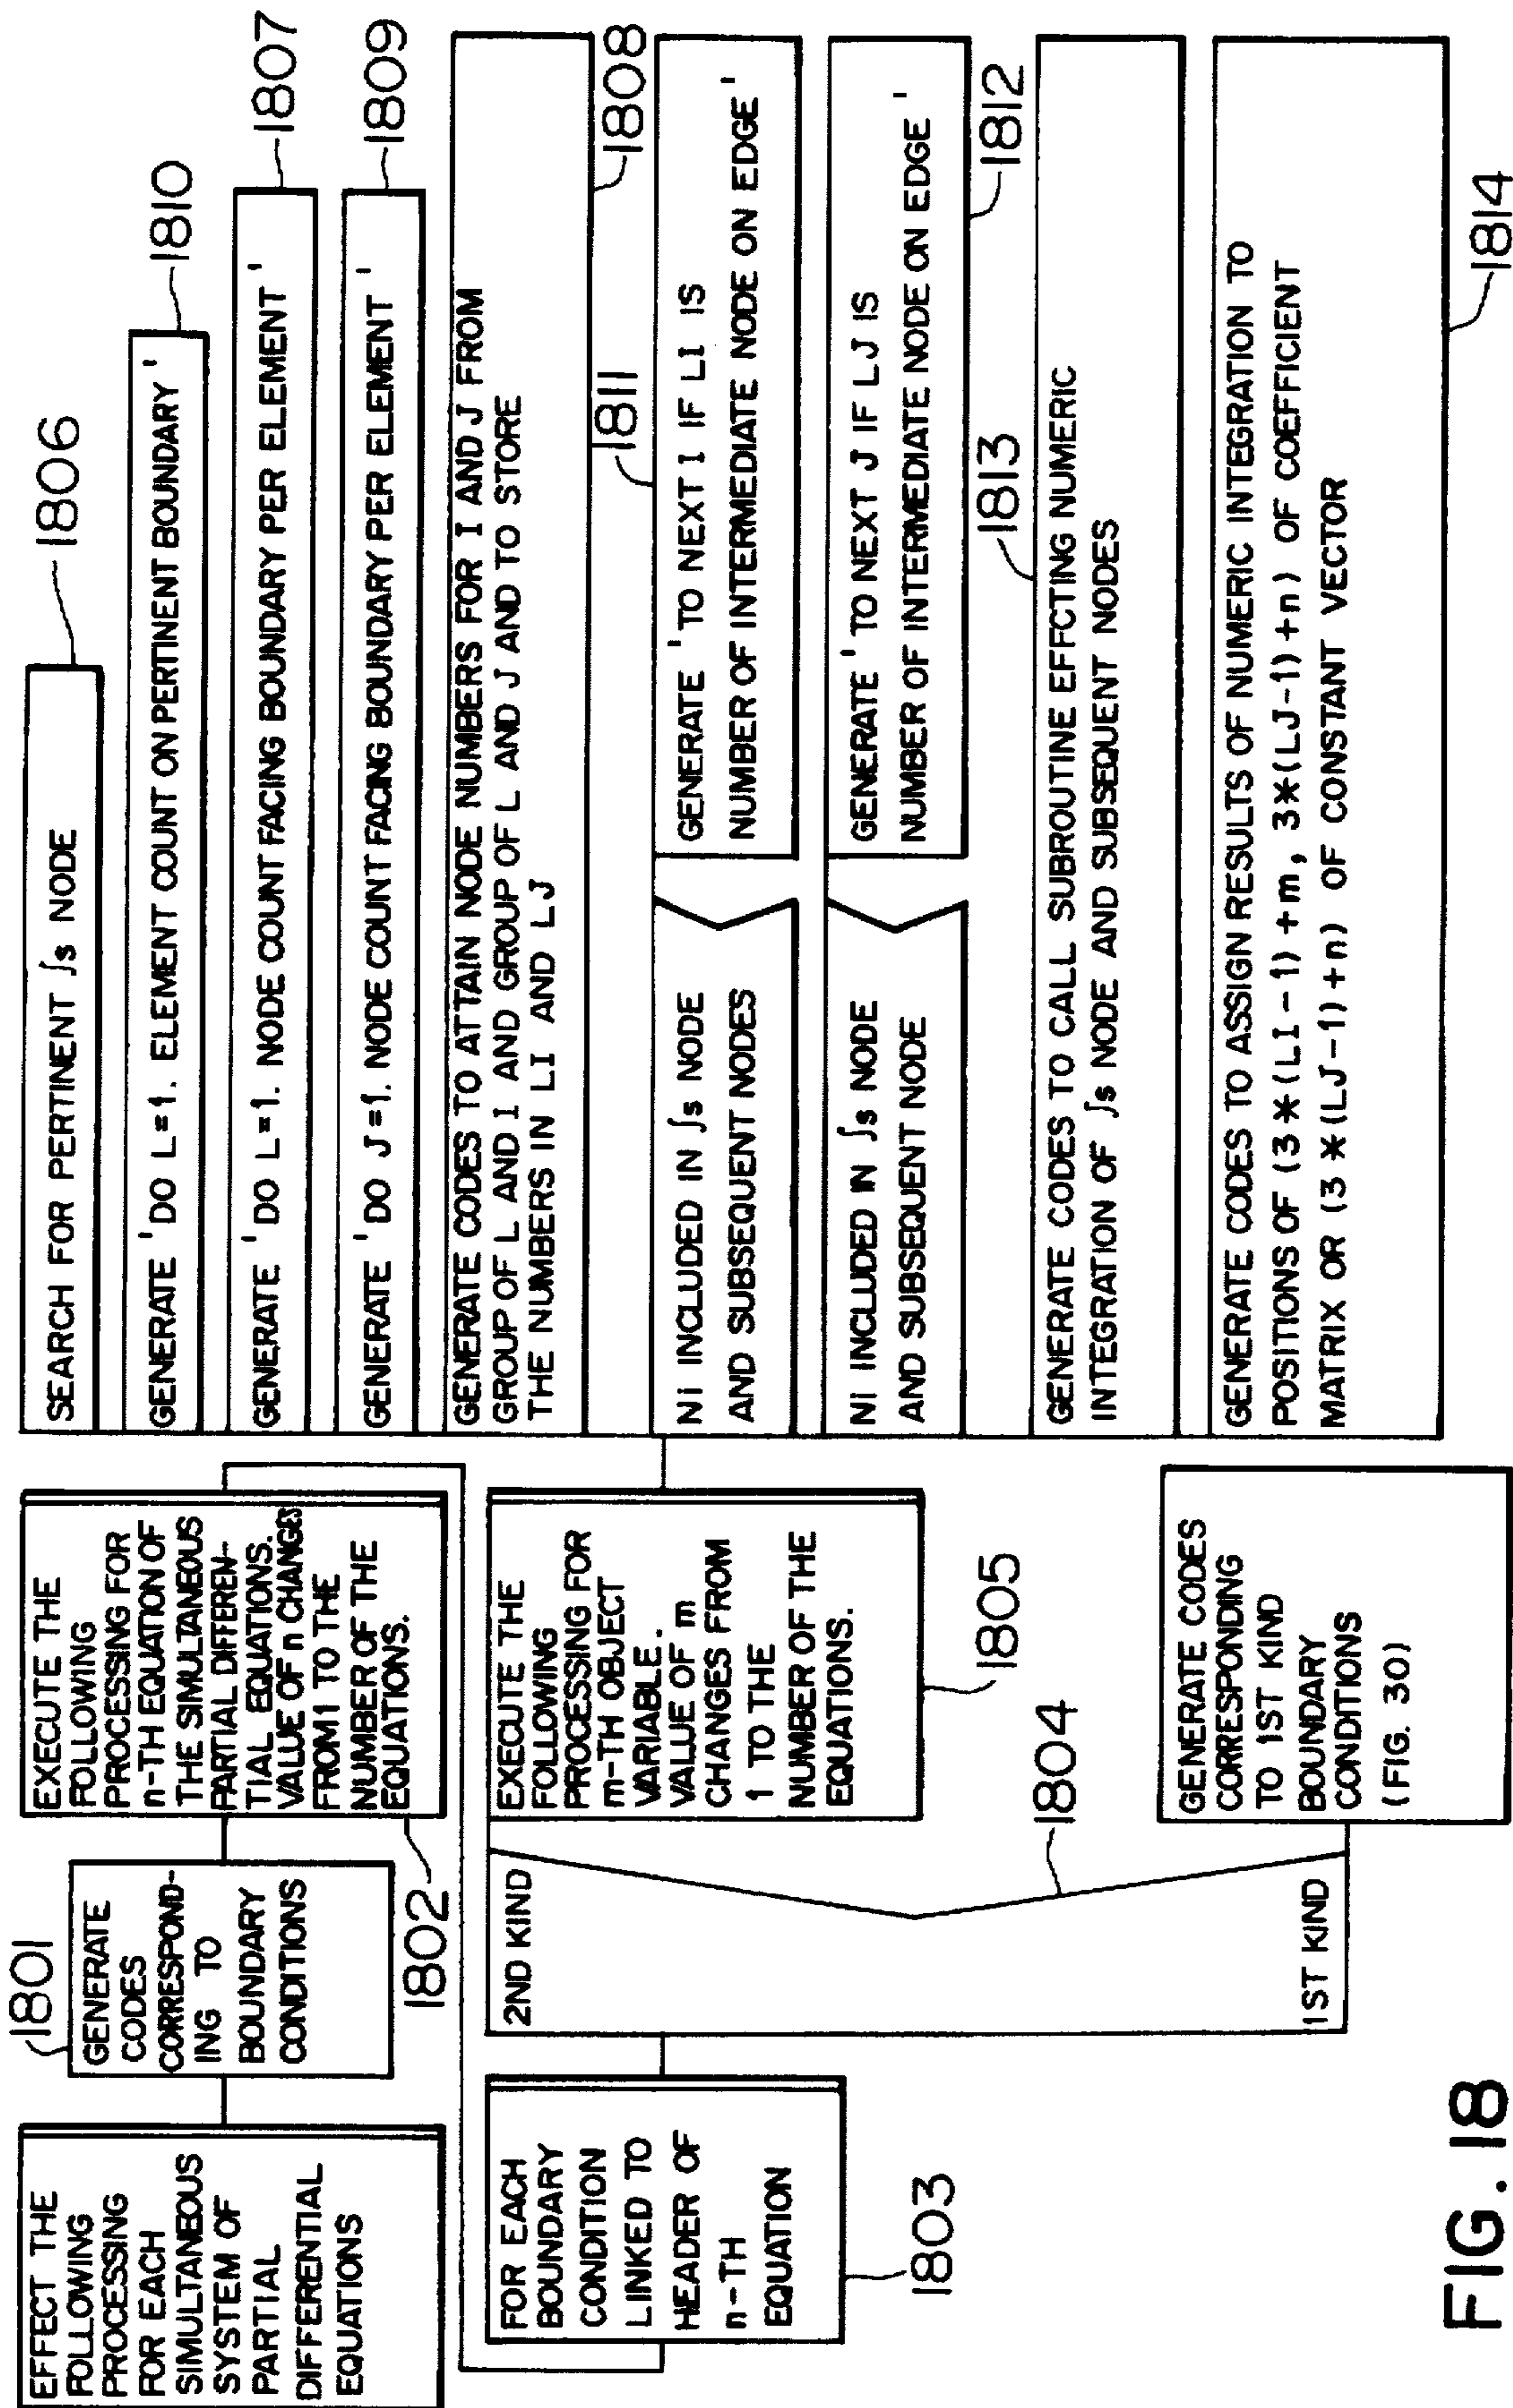 EFFECT THE
FOLLOWING
PROCESSING
FOR EACH
SIMULTANEOUS
SYSTEM OF
PARTIAL
DIFFERENTIAL
EQUATIONS
1801
GENERATE
CODES
CORRESPOND-
ING TO
BOUNDARY
CONDITIONS
EXECUTE THE
FOLLOWING
PROCESSING FOR
n-TH EQUATION OF
THE SIMULTANEOUS
PARTIAL DIFFEREN-
TIAL EQUATIONS.
VALUE OF n CHANGES
FROM 1 TO THE
NUMBER OF THE
EQUATIONS.
1802
FOR EACH
BOUNDARY
CONDITION
LINKED TO
HEADER OF
n-TH
EQUATION
1803
2ND KIND
1ST KIND
1804
EXECUTE THE
FOLLOWING
PROCESSING FOR
m-TH OBJECT
VARIABLE.
VALUE OF m
CHANGES FROM
1 TO THE
NUMBER OF THE
EQUATIONS.
1805
GENERATE CODES
CORRESPONDING
TO 1ST KIND
BOUNDARY
CONDITIONS
(FIG. 30)
SEARCH FOR PERTINENT ∫s NODE
1806
GENERATE 'DO L=1. ELEMENT COUNT ON PERTINENT BOUNDARY'
1810
GENERATE 'DO L=1. NODE COUNT FACING BOUNDARY PER ELEMENT'
1807
GENERATE 'DO J=1. NODE COUNT FACING BOUNDARY PER ELEMENT'
1809
GENERATE CODES TO ATTAIN NODE NUMBERS FOR I AND J FROM
GROUP OF L AND I AND GROUP OF L AND J AND TO STORE
THE NUMBERS IN LI AND LJ
1808
1811
Ni INCLUDED IN ∫s NODE
AND SUBSEQUENT NODES
GENERATE 'TO NEXT I IF LI IS
NUMBER OF INTERMEDIATE NODE ON EDGE'
Ni INCLUDED IN ∫s NODE
AND SUBSEQUENT NODE
GENERATE 'TO NEXT J IF LJ IS
NUMBER OF INTERMEDIATE NODE ON EDGE'
1812
1813
GENERATE CODES TO CALL SUBROUTINE EFFCTING NUMERIC
INTEGRATION OF ∫s NODE AND SUBSEQUENT NODES
GENERATE CODES TO ASSIGN RESULTS OF NUMERIC INTEGRATION TO
POSITIONS OF (3*(LI-1)+m, 3*(LJ-1)+n) OF COEFFICIENT
MATRIX OR (3*(LJ-1)+n) OF CONSTANT VECTOR
1814
FIG. 18